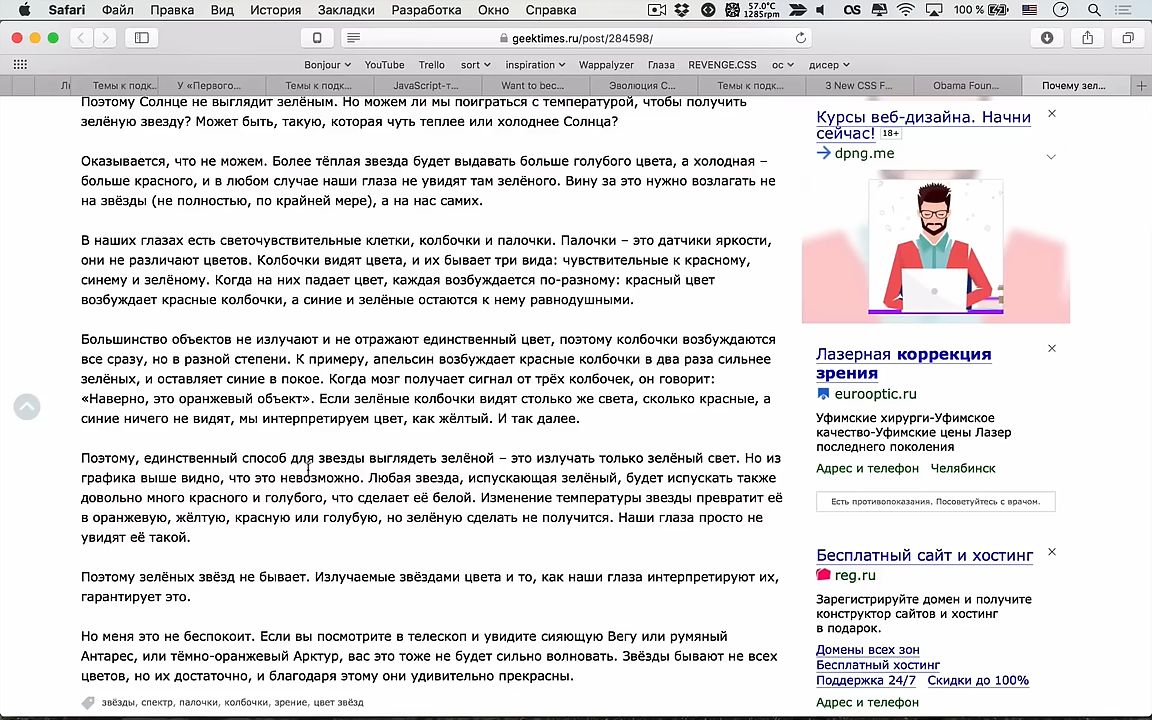 Safari Файл Правка Вид История Закладки Разработка Окно Справка 57.0°C 1285rpm 100 %
geektimes.ru/post/284598/
Bonjour YouTube Trello sort inspiration Wappalyzer Глаза REVENGE.CSS ос дисер
Темы к подк... У «Первого... Темы к подк... JavaScript-т... Want to bec... Эволюция С... Темы к подк... 3 New CSS F... Obama Foun... Почему зел...
Поэтому Солнце не выглядит зелёным. Но можем ли мы поиграться с температурой, чтобы получить
зелёную звезду? Может быть, такую, которая чуть теплее или холоднее Солнца?
Оказывается, что не можем. Более тёплая звезда будет выдавать больше голубого цвета, а холодная –
больше красного, и в любом случае наши глаза не увидят там зелёного. Вину за это нужно возлагать не
на звёзды (не полностью, по крайней мере), а на нас самих.
В наших глазах есть светочувствительные клетки, колбочки и палочки. Палочки – это датчики яркости,
они не различают цветов. Колбочки видят цвета, и их бывает три вида: чувствительные к красному,
синему и зелёному. Когда на них падает цвет, каждая возбуждается по-разному: красный цвет
возбуждает красные колбочки, а синие и зелёные остаются к нему равнодушными.
Большинство объектов не излучают и не отражают единственный цвет, поэтому колбочки возбуждаются
все сразу, но в разной степени. К примеру, апельсин возбуждает красные колбочки в два раза сильнее
зелёных, и оставляет синие в покое. Когда мозг получает сигнал от трёх колбочек, он говорит:
«Наверно, это оранжевый объект». Если зелёные колбочки видят столько же света, сколько красные, а
синие ничего не видят, мы интерпретируем цвет, как жёлтый. И так далее.
Поэтому, единственный способ для звезды выглядеть зелёной – это излучать только зелёный свет. Но из
графика выше видно, что это невозможно. Любая звезда, испускающая зелёный, будет испускать также
довольно много красного и голубого, что сделает её белой. Изменение температуры звезды превратит её
в оранжевую, жёлтую, красную или голубую, но зелёную сделать не получится. Наши глаза просто не
увидят её такой.
Поэтому зелёных звёзд не бывает. Излучаемые звёздами цвета и то, как наши глаза интерпретируют их,
гарантирует это.
Но меня это не беспокоит. Если вы посмотрите в телескоп и увидите сияющую Вегу или румяный
Антарес, или тёмно-оранжевый Арктур, вас это тоже не будет сильно волновать. Звёзды бывают не всех
цветов, но их достаточно, и благодаря этому они удивительно прекрасны.
звёзды, спектр, палочки, колбочки, зрение, цвет звёзд
Курсы веб-дизайна. Начни
сейчас! 18+
dpng.me
Лазерная коррекция
зрения
eurooptic.ru
Уфимские хирурги-Уфимское
качество-Уфимские цены Лазер
последнего поколения
Адрес и телефон Челябинск
Есть противопоказания. Посоветуйтесь с врачом.
Бесплатный сайт и хостинг
reg.ru
Зарегистрируйте домен и получите
конструктор сайтов и хостинг
в подарок.
Домены всех зон
Бесплатный хостинг
Поддержка 24/7 Скидки до 100%
Адрес и телефон